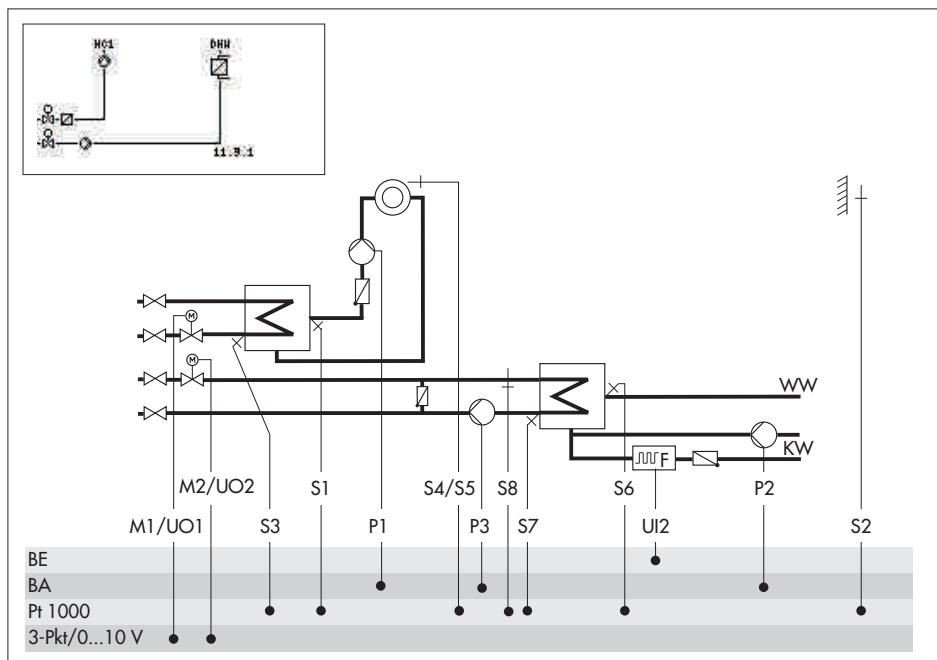 HC1 DHW
11.9.1
WW
KW
F
M M
M2/UO2 S1 S4/S5 S8 S6 P2
M1/UO1 S3 P1 P3 S7 UI2 S2
BE
BA
Pt 1000
3-Pkt/0...10 V